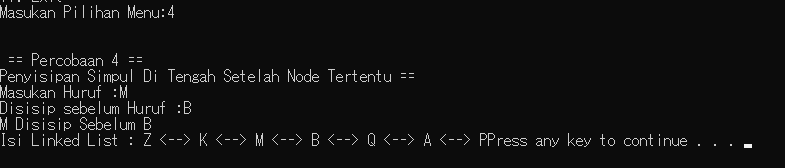 Masukan Pilihan Menu:4
== Percobaan 4 ==
Penyisipan Simpul Di Tengah Setelah Node Tertentu ==
Masukan Huruf :M
Disisip sebelum Huruf :B
M Disisip Sebelum B
Isi Linked List : Z <--> K <--> M <--> B <--> Q <--> A <--> PPress any key to continue . . .